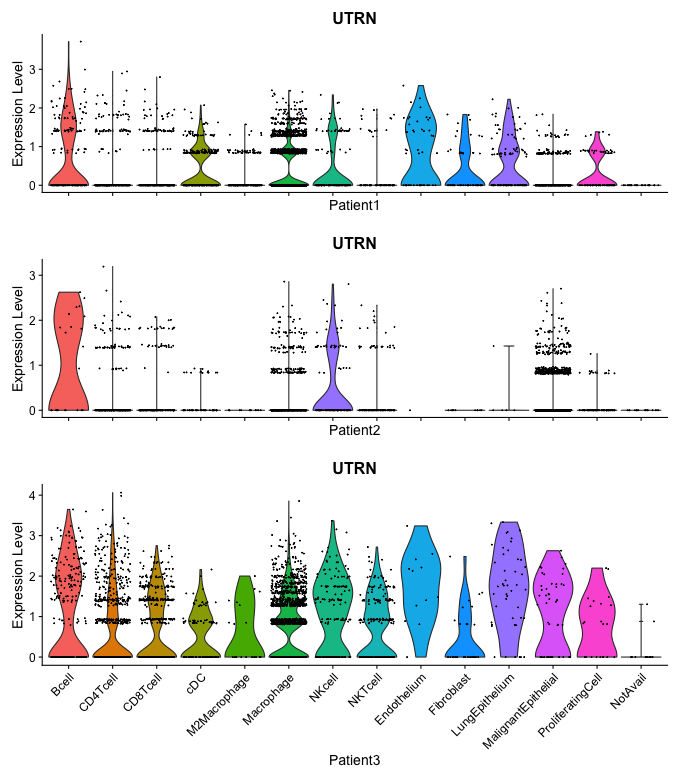 UTRN
Expression Level
3
2
1
0
Patient1
UTRN
Expression Level
3
2
1
0
Patient2
UTRN
Expression Level
4
3
2
1
0
Bcell
CD4Tcell
CD8Tcell
cDC
M2Macrophage
Macrophage
NKcell
NKTcell
Endothelium
Fibroblast
LungEpithelium
MalignantEpithelial
ProliferatingCell
NotAvail
Patient3